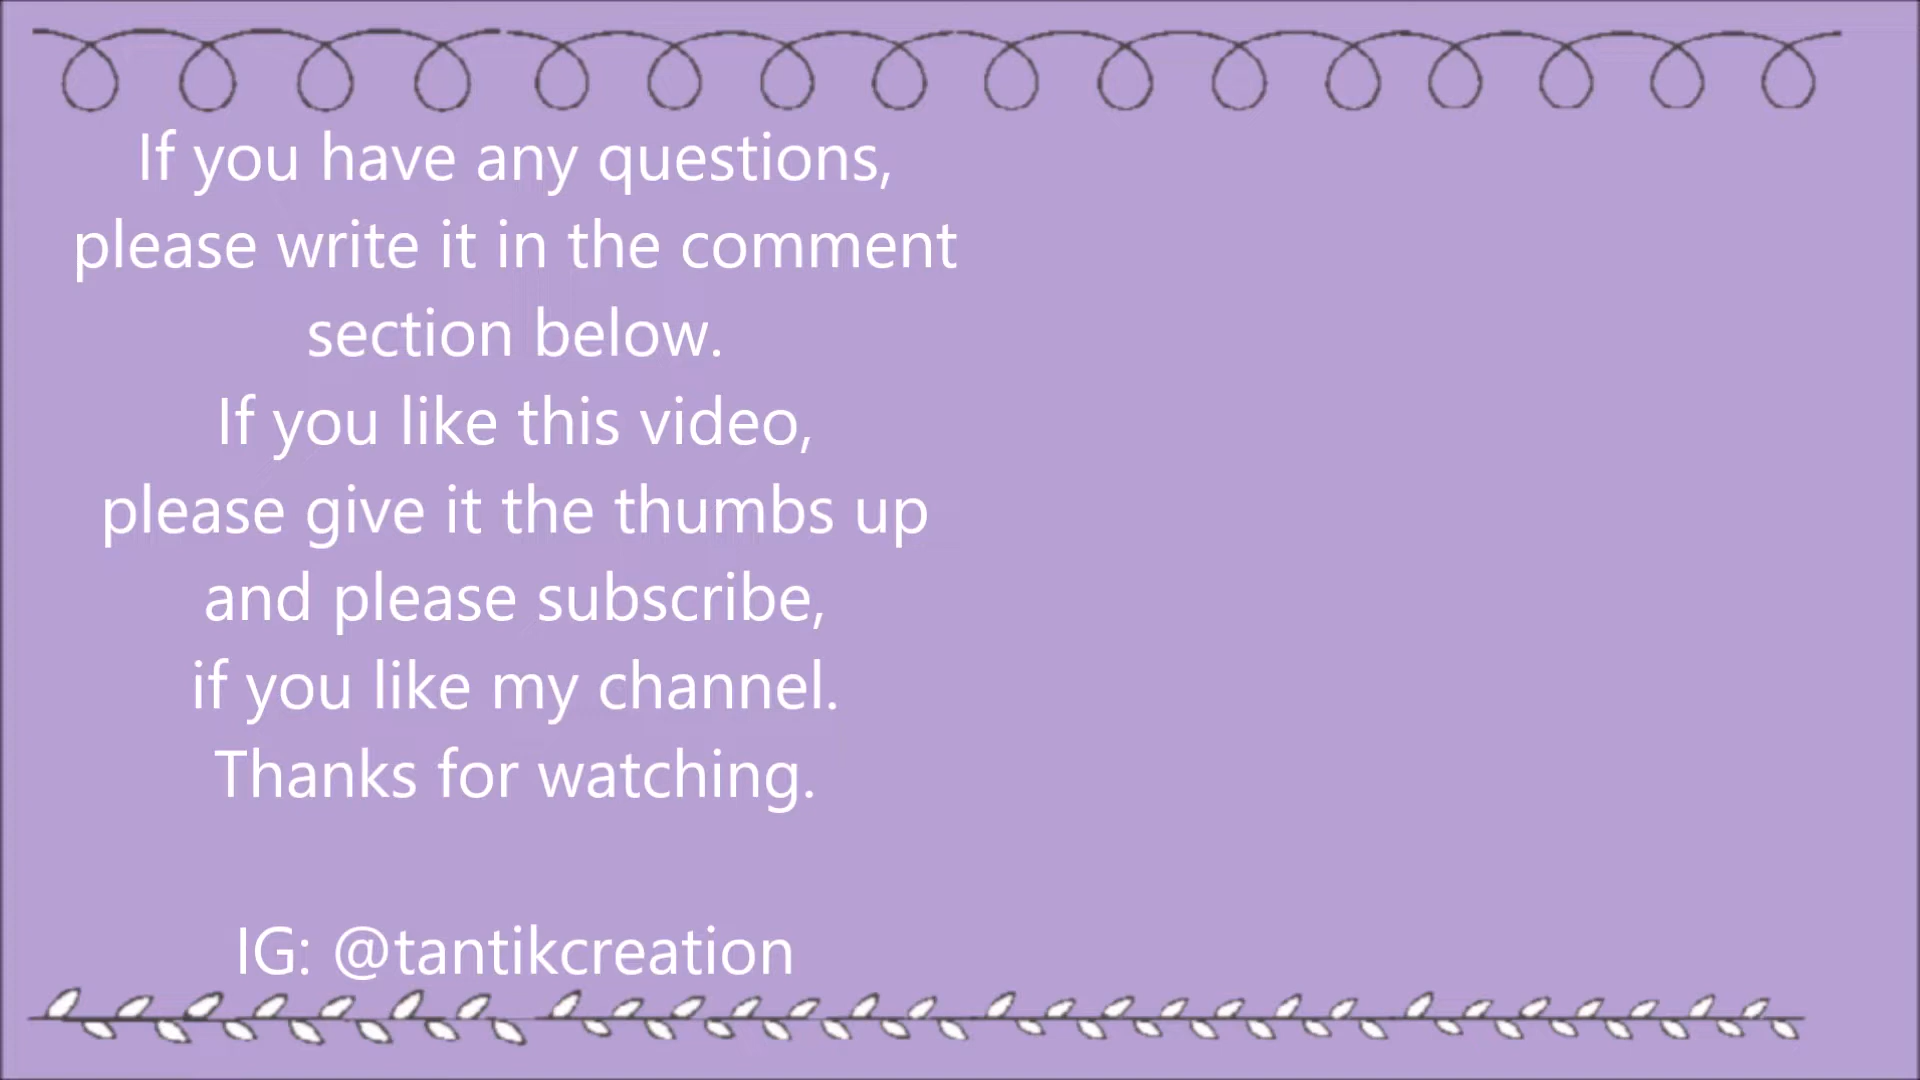 If you have any questions,
please write it in the comment
section below.
If you like this video,
please give it the thumbs up
and please subscribe,
if you like my channel.
Thanks for watching.
IG: @tantikcreation